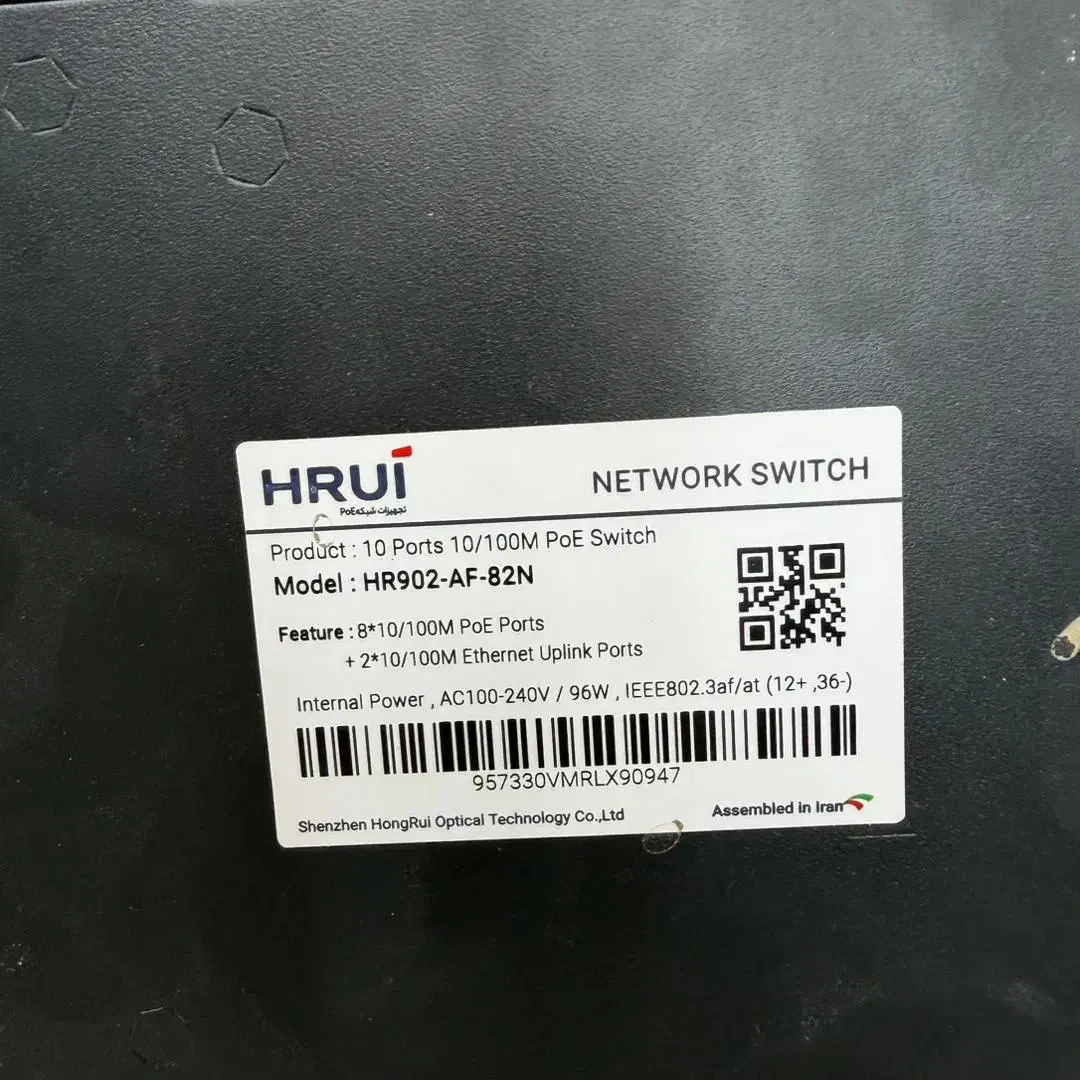 HRUI
تجهیزات شبکه PoE
NETWORK SWITCH
Product : 10 Ports 10/100M PoE Switch
Model : HR902-AF-82N
Feature : 8*10/100M PoE Ports
+ 2*10/100M Ethernet Uplink Ports
Internal Power , AC100-240V / 96W , IEEE802.3af/at (12+ ,36-)
957330VMRLX90947
Shenzhen HongRui Optical Technology Co.,Ltd
Assembled in Iran